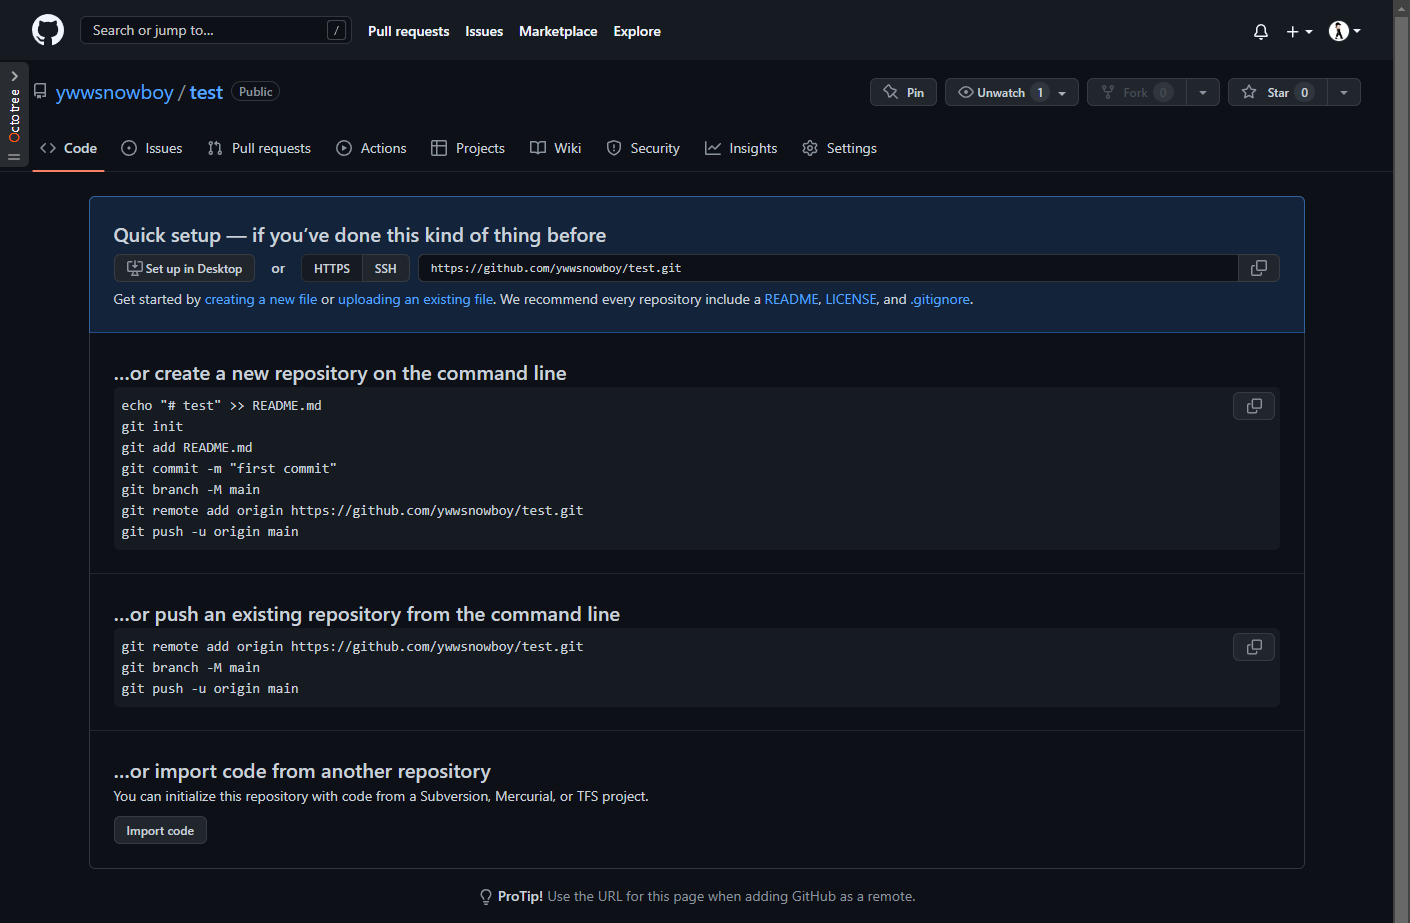 Search or jump to... /
Pull requests Issues Marketplace Explore
Octotree
ywwsnowboy / test Public
Pin Unwatch 1 Fork 0 Star 0
Code Issues Pull requests Actions Projects Wiki Security Insights Settings
Quick setup — if you’ve done this kind of thing before
Set up in Desktop or HTTPS SSH https://github.com/ywwsnowboy/test.git
Get started by creating a new file or uploading an existing file. We recommend every repository include a README, LICENSE, and .gitignore.
…or create a new repository on the command line
echo "# test" >> README.md
git init
git add README.md
git commit -m "first commit"
git branch -M main
git remote add origin https://github.com/ywwsnowboy/test.git
git push -u origin main
…or push an existing repository from the command line
git remote add origin https://github.com/ywwsnowboy/test.git
git branch -M main
git push -u origin main
…or import code from another repository
You can initialize this repository with code from a Subversion, Mercurial, or TFS project.
Import code
ProTip! Use the URL for this page when adding GitHub as a remote.